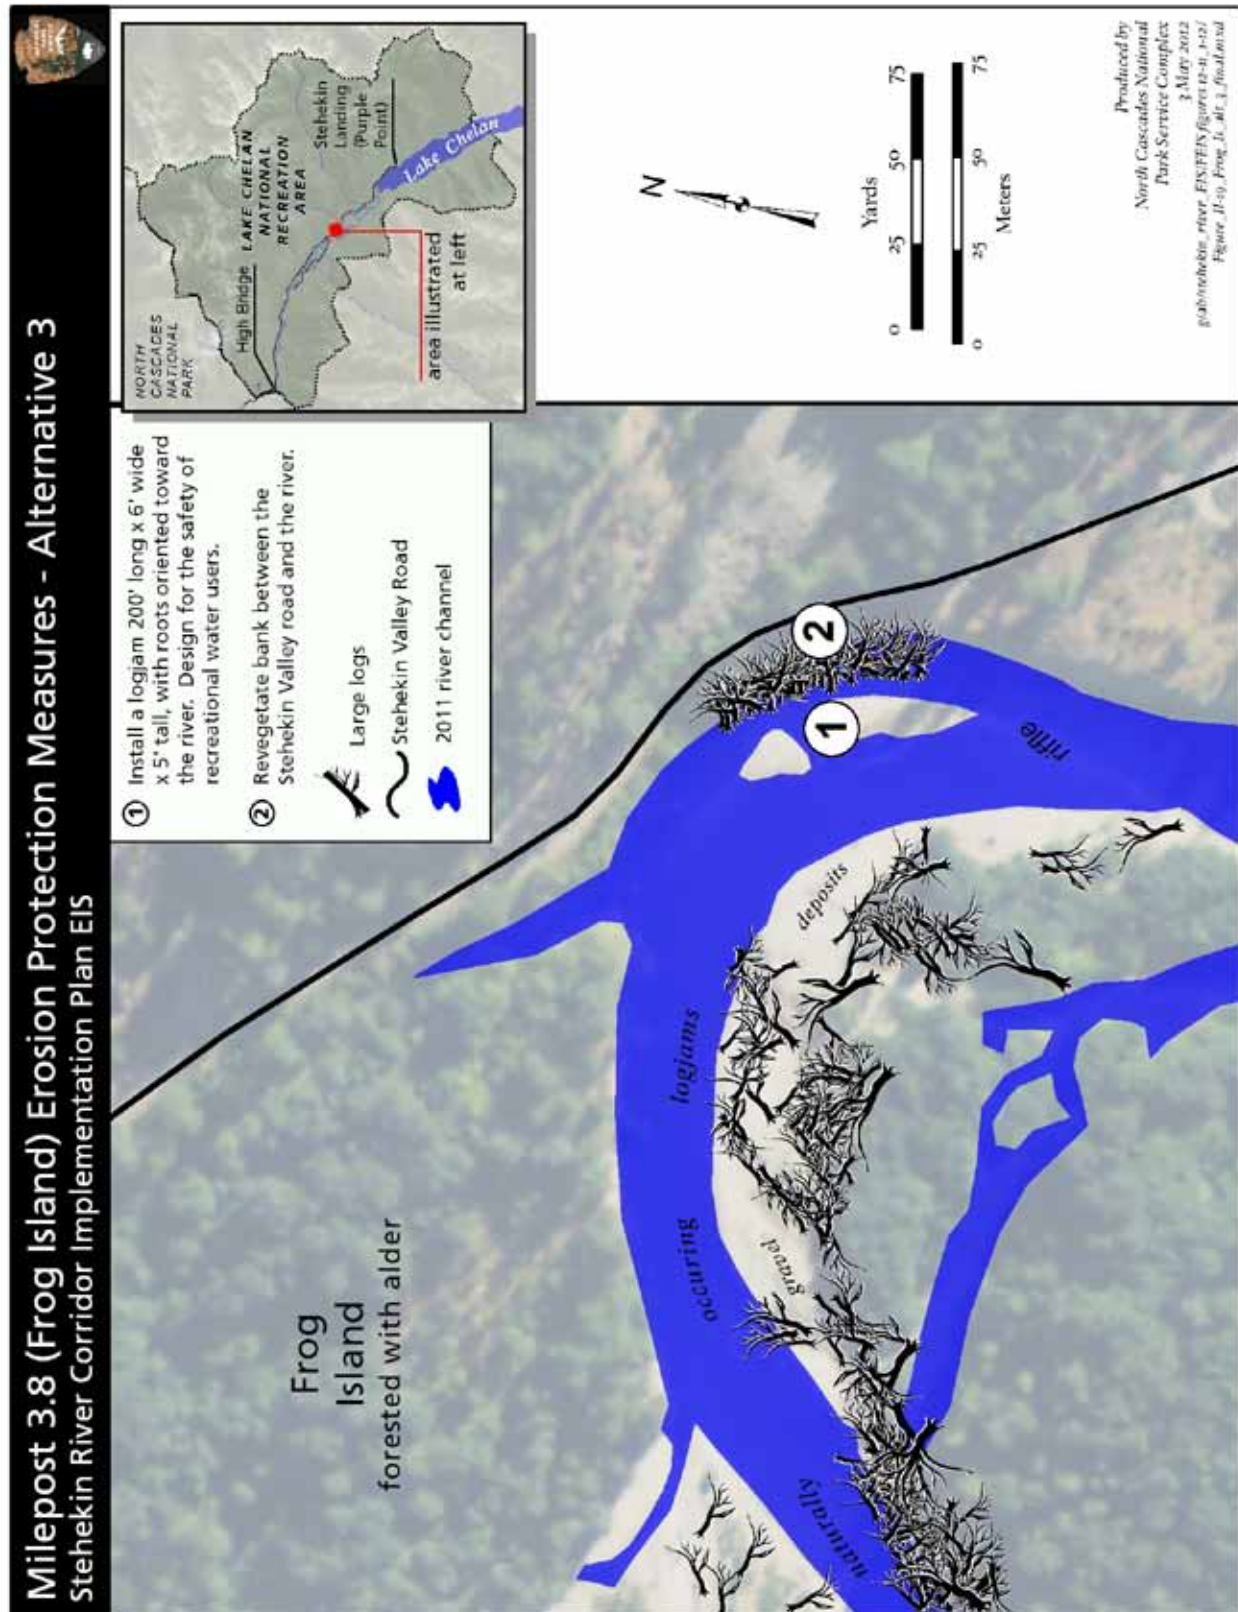 Milepost 3.8 (Frog Island) Erosion Protection Measures - Alternative 3
Stehekin River Corridor Implementation Plan EIS
1 Install a logjam 200' long x 6' wide
x 5' tall, with roots oriented toward
the river. Design for the safety of
recreational water users.
2 Revegetate bank between the
Stehekin Valley road and the river.
Large logs
Stehekin Valley Road
2011 river channel
NORTH
CASCADES
NATIONAL
PARK
High Bridge
LAKE CHELAN
NATIONAL
RECREATION
AREA
Stehekin
Landing
(Purple
Point)
Lake Chelan
area illustrated
at left
Frog
Island
forested with alder
naturally
occuring
logjams
gravel
deposits
riffle
1
2
N
Yards
0 25 50 75
0 25 50 75
Meters
Produced by
North Cascades National
Park Service Complex
3 May 2012